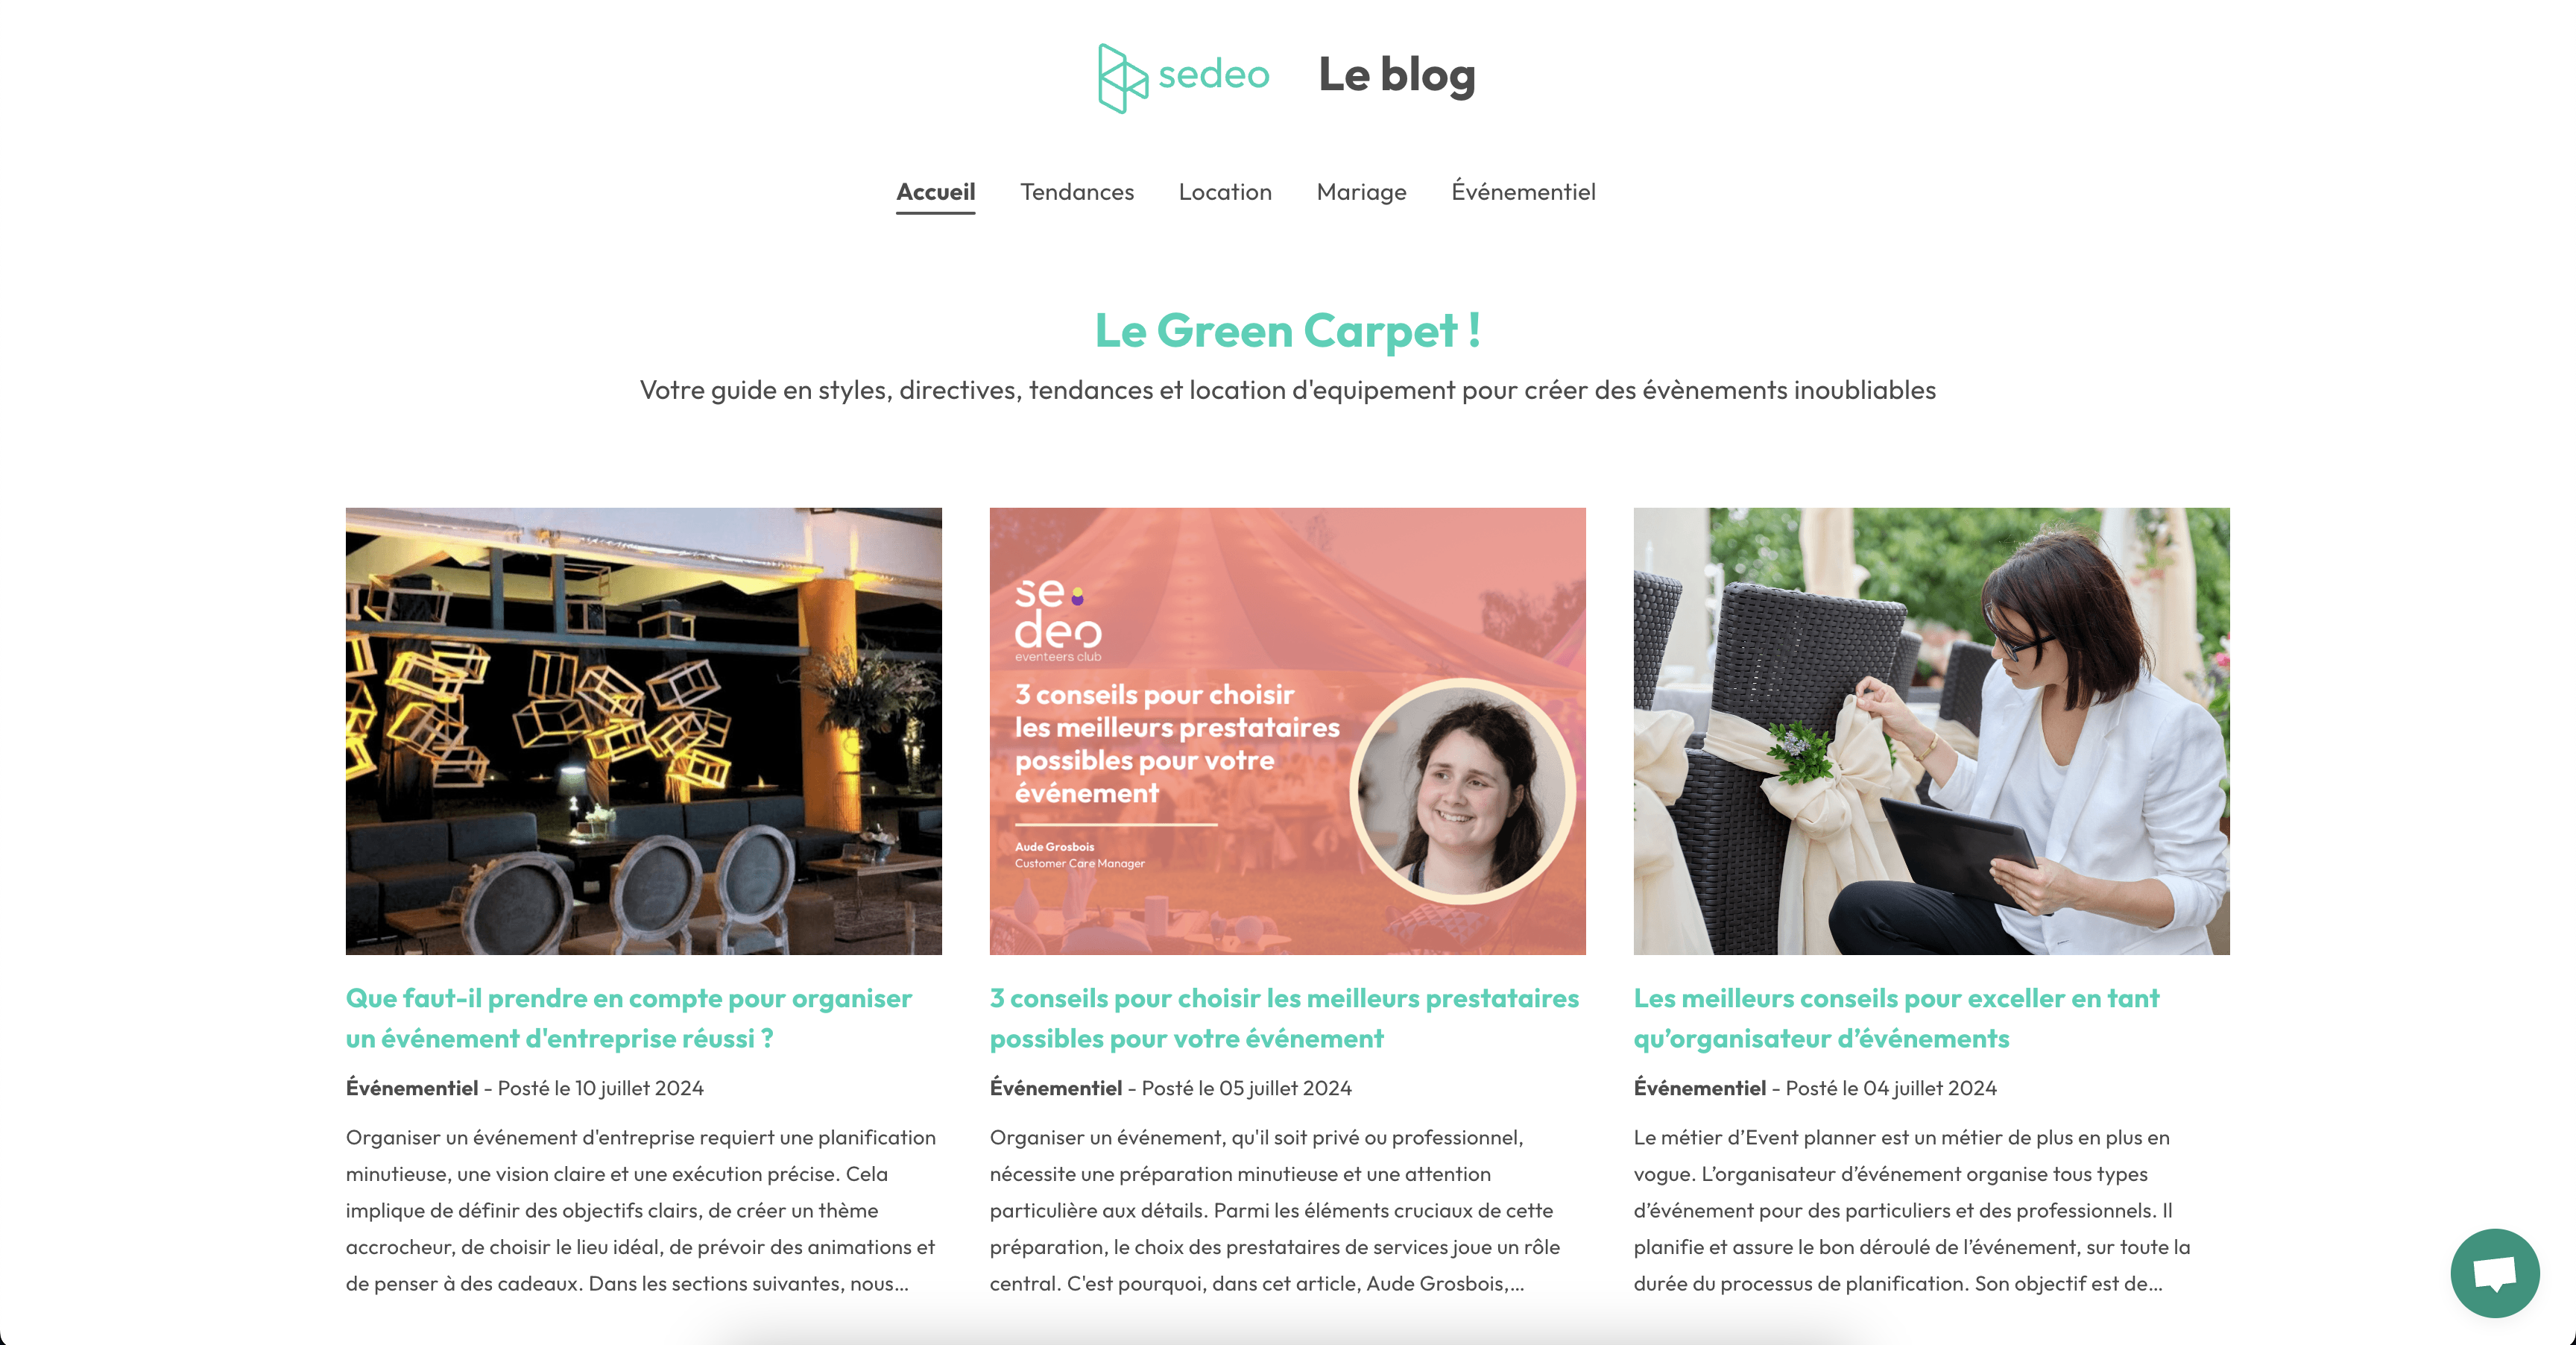 sedeo
Le blog
Accueil
Tendances
Location
Mariage
Événementiel
Le Green Carpet !
Votre guide en styles, directives, tendances et location d'equipement pour créer des évènements inoubliables
se
deo
eventeers club
3 conseils pour choisir
les meilleurs prestataires
possibles pour votre
événement
Aude Grosbois
Customer Care Manager
Que faut-il prendre en compte pour organiser
un événement d'entreprise réussi ?
Événementiel - Posté le 10 juillet 2024
Organiser un événement d'entreprise requiert une planification
minutieuse, une vision claire et une exécution précise. Cela
implique de définir des objectifs clairs, de créer un thème
accrocheur, de choisir le lieu idéal, de prévoir des animations et
de penser à des cadeaux. Dans les sections suivantes, nous...
3 conseils pour choisir les meilleurs prestataires
possibles pour votre événement
Événementiel - Posté le 05 juillet 2024
Organiser un événement, qu'il soit privé ou professionnel,
nécessite une préparation minutieuse et une attention
particulière aux détails. Parmi les éléments cruciaux de cette
préparation, le choix des prestataires de services joue un rôle
central. C'est pourquoi, dans cet article, Aude Grosbois,...
Les meilleurs conseils pour exceller en tant
qu’organisateur d’événements
Événementiel - Posté le 04 juillet 2024
Le métier d’Event planner est un métier de plus en plus en
vogue. L’organisateur d’événement organise tous types
d’événement pour des particuliers et des professionnels. Il
planifie et assure le bon déroulé de l’événement, sur toute la
durée du processus de planification. Son objectif est de...